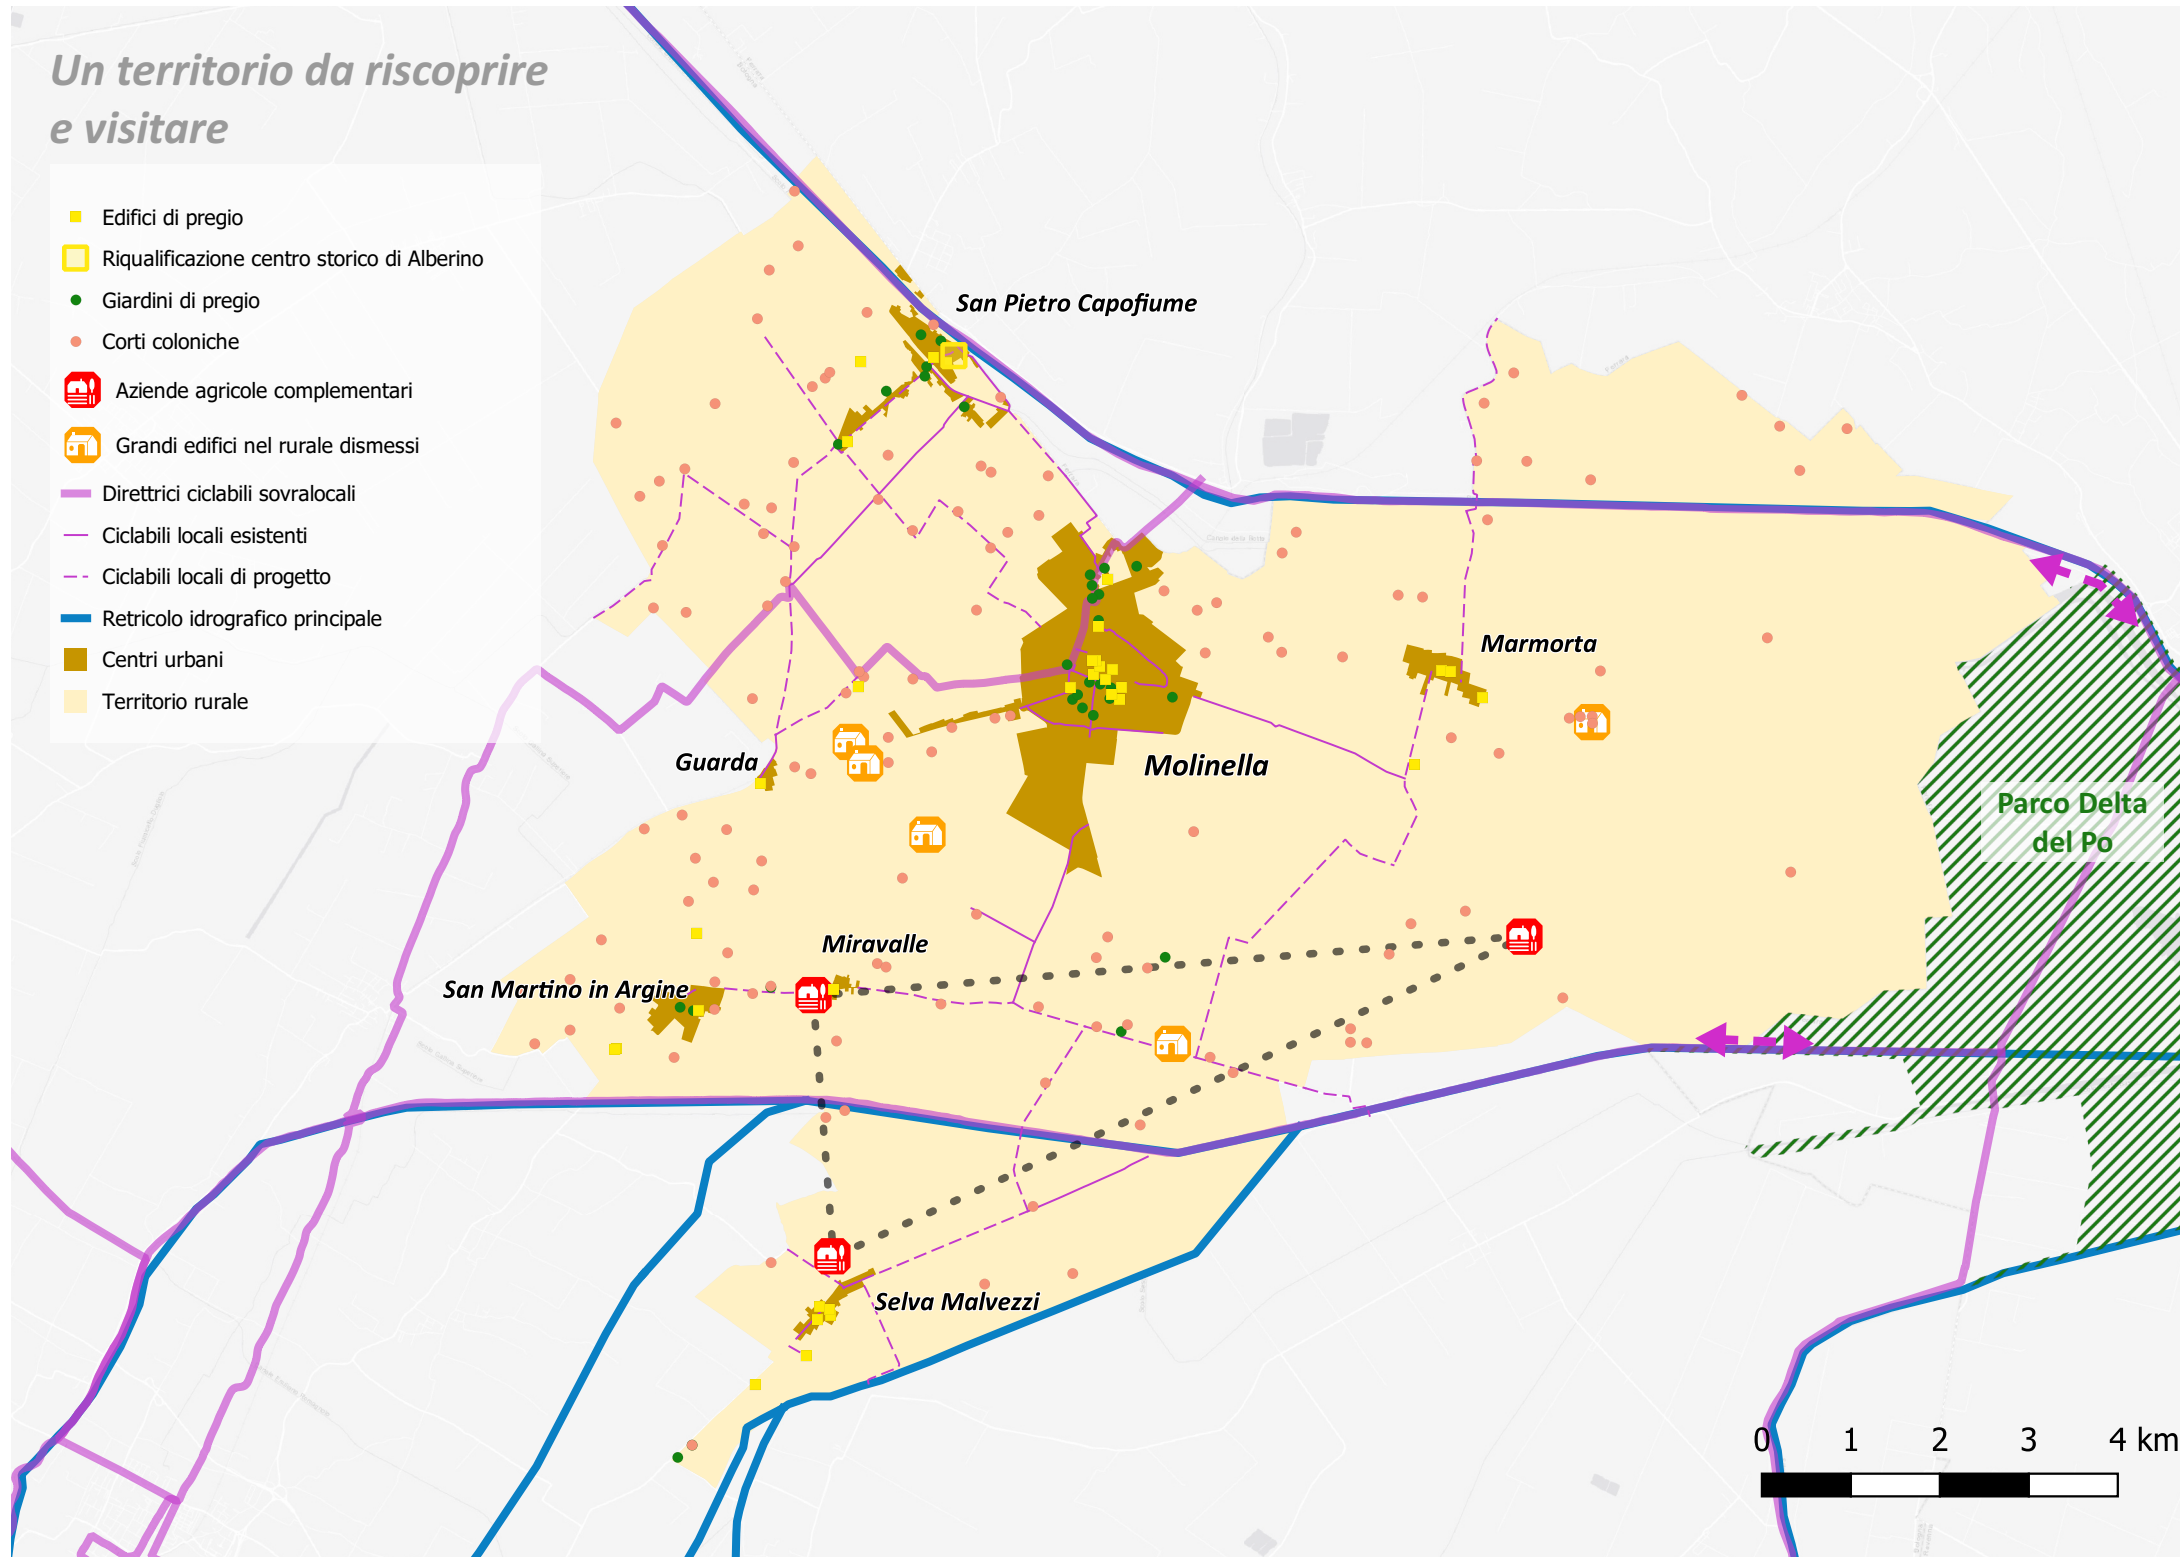 Un territorio da riscoprire
e visitare
Edifici di pregio
Riqualificazione centro storico di Alberino
Giardini di pregio
Corti coloniche
Aziende agricole complementari
Grandi edifici nel rurale dismessi
Direttrici ciclabili sovralocali
Ciclabili locali esistenti
Ciclabili locali di progetto
Retricolo idrografico principale
Centri urbani
Territorio rurale
San Pietro Capofiume
Marmorta
Guarda
Molinella
Parco Delta
del Po
Miravalle
San Martino in Argine
Selva Malvezzi
0 1 2 3 4 km